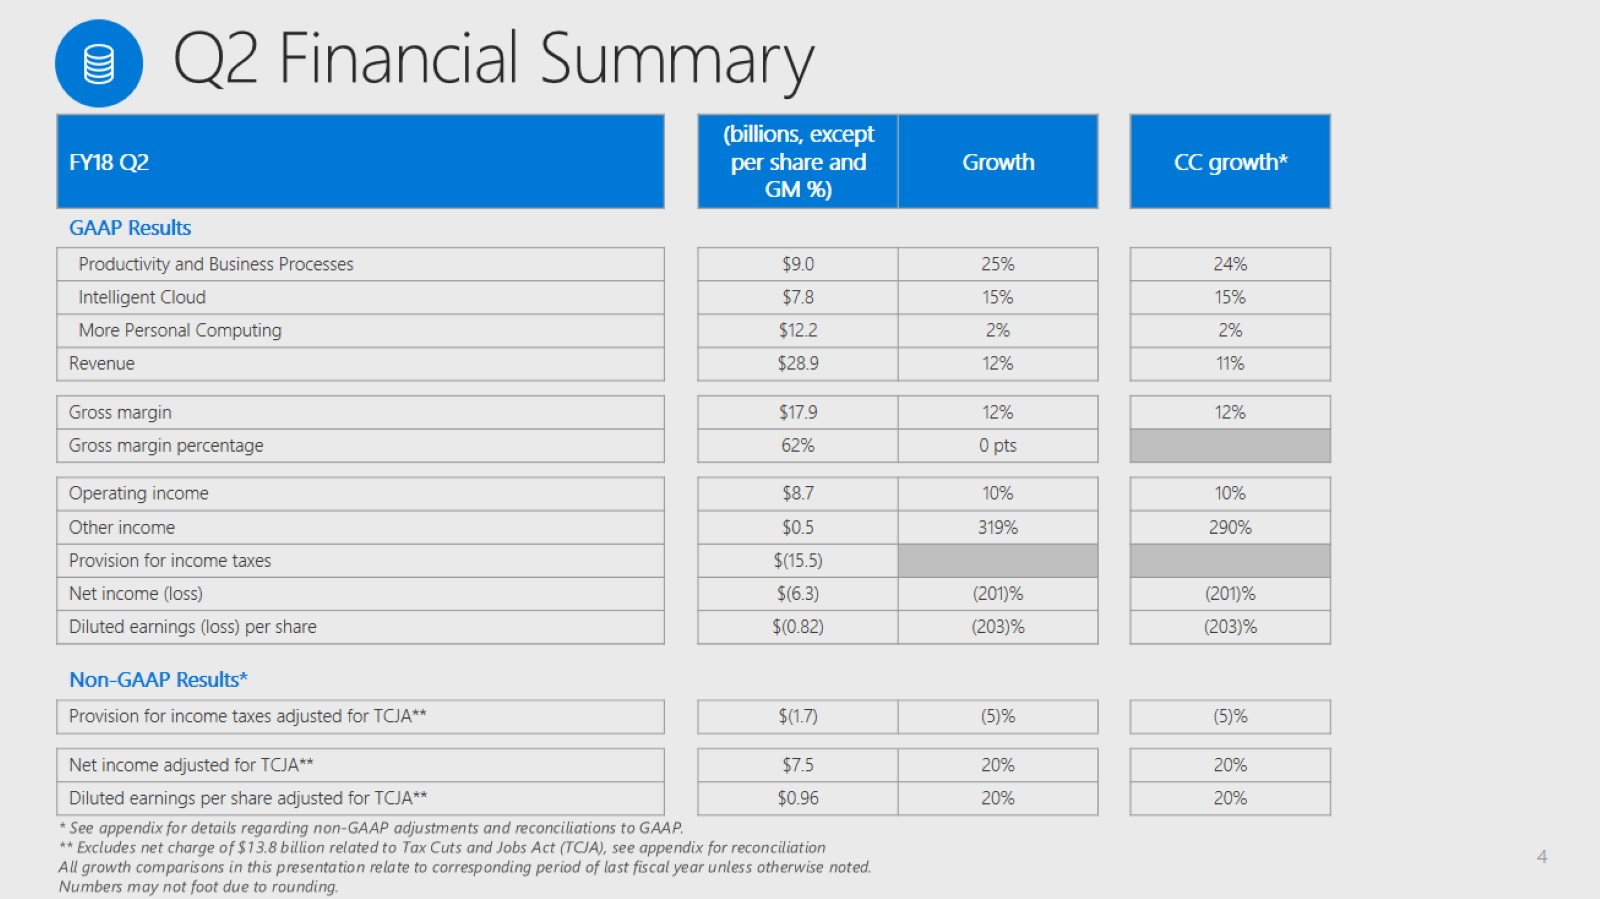 Q2 Financial Summary
FY18 Q2
(billions, except
per share and
GM %)
Growth
CC growth*
GAAP Results
Productivity and Business Processes $9.0 25% 24%
Intelligent Cloud $7.8 15% 15%
More Personal Computing $12.2 2% 2%
Revenue $28.9 12% 11%
Gross margin $17.9 12% 12%
Gross margin percentage 62% 0 pts
Operating income $8.7 10% 10%
Other income $0.5 319% 290%
Provision for income taxes $(15.5)
Net income (loss) $(6.3) (201)% (201)%
Diluted earnings (loss) per share $(0.82) (203)% (203)%
Non-GAAP Results*
Provision for income taxes adjusted for TCJA** $(1.7) (5)% (5)%
Net income adjusted for TCJA** $7.5 20% 20%
Diluted earnings per share adjusted for TCJA** $0.96 20% 20%
* See appendix for details regarding non-GAAP adjustments and reconciliations to GAAP.
** Excludes net charge of $13.8 billion related to Tax Cuts and Jobs Act (TCJA), see appendix for reconciliation
All growth comparisons in this presentation relate to corresponding period of last fiscal year unless otherwise noted.
Numbers may not foot due to rounding.
4